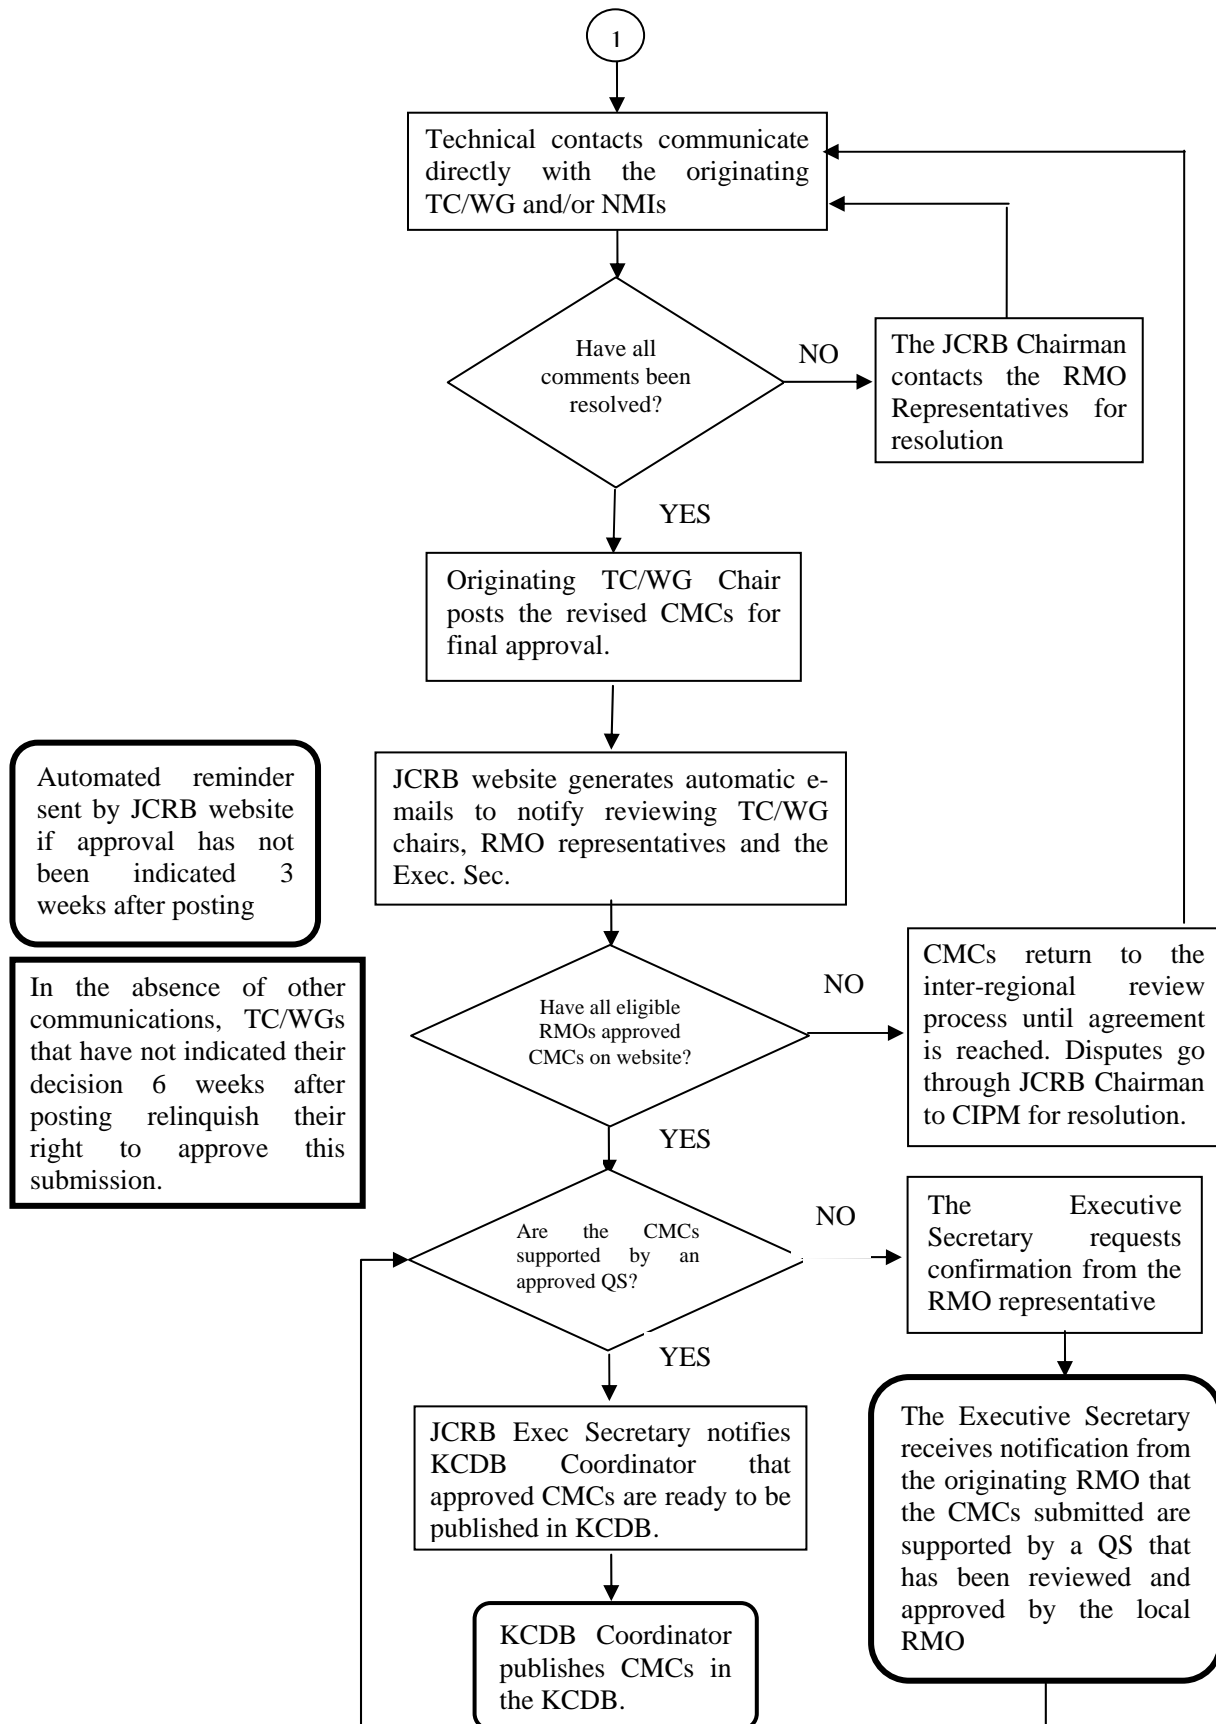 1
Technical contacts communicate
directly with the originating
TC/WG and/or NMIs
Have all
comments been
resolved?
NO
The JCRB Chairman
contacts the RMO
Representatives for
resolution
YES
Originating TC/WG Chair
posts the revised CMCs for
final approval.
Automated reminder
sent by JCRB website
if approval has not
been indicated 3
weeks after posting
JCRB website generates automatic e-
mails to notify reviewing TC/WG
chairs, RMO representatives and the
Exec. Sec.
In the absence of other
communications, TC/WGs
that have not indicated their
decision 6 weeks after
posting relinquish their
right to approve this
submission.
Have all eligible
RMOs approved
CMCs on website?
NO
CMCs return to the
inter-regional review
process until agreement
is reached. Disputes go
through JCRB Chairman
to CIPM for resolution.
YES
Are the CMCs
supported by an
approved QS?
NO
The Executive
Secretary requests
confirmation from the
RMO representative
YES
JCRB Exec Secretary notifies
KCDB Coordinator that
approved CMCs are ready to be
published in KCDB.
The Executive Secretary
receives notification from
the originating RMO that
the CMCs submitted are
supported by a QS that
has been reviewed and
approved by the local
RMO
KCDB Coordinator
publishes CMCs in
the KCDB.